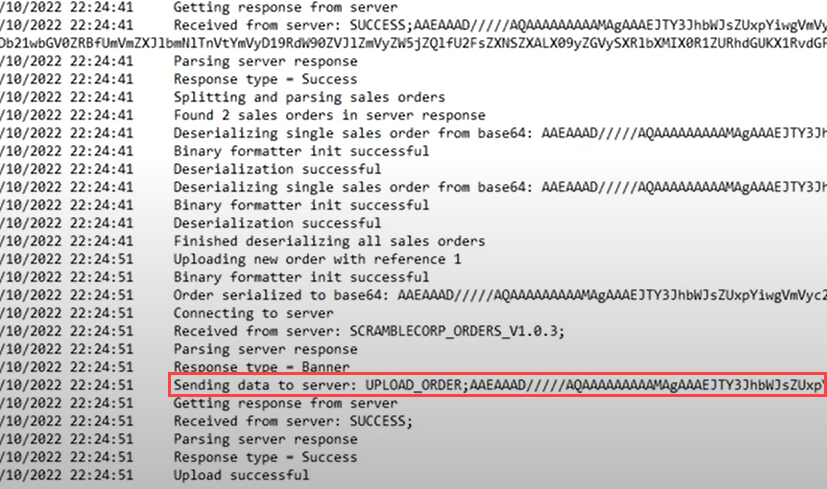 /10/2022 22:24:41 Getting response from server
/10/2022 22:24:41 Received from server: SUCCESS;AAEAAAD/////AQAAAAAAAAAMAgAAAEJTY3JhbWJsZUxpYiwgVmVy
Db21wbGV0ZRBfUmVmZXJlbmNlTnVtYmVyD19RdW90ZVJlZmVyZW5jZQlfU2FsZXNSZXALX09yZGVySXRlbXMIX0R1ZURhdGUKX1RvdGF
/10/2022 22:24:41 Parsing server response
/10/2022 22:24:41 Response type = Success
/10/2022 22:24:41 Splitting and parsing sales orders
/10/2022 22:24:41 Found 2 sales orders in server response
/10/2022 22:24:41 Deserializing single sales order from base64: AAEAAAD/////AQAAAAAAAAAMAgAAAEJTY3Jh
/10/2022 22:24:41 Binary formatter init successful
/10/2022 22:24:41 Deserialization successful
/10/2022 22:24:41 Deserializing single sales order from base64: AAEAAAD/////AQAAAAAAAAAMAgAAAEJTY3Jh
/10/2022 22:24:41 Binary formatter init successful
/10/2022 22:24:41 Deserialization successful
/10/2022 22:24:41 Finished deserializing all sales orders
/10/2022 22:24:51 Uploading new order with reference 1
/10/2022 22:24:51 Binary formatter init successful
/10/2022 22:24:51 Order serialized to base64: AAEAAAD/////AQAAAAAAAAAMAgAAAEJTY3JhbWJsZUxpYiwgVmVyc2
/10/2022 22:24:51 Connecting to server
/10/2022 22:24:51 Received from server: SCRAMBLECORP_ORDERS_V1.0.3;
/10/2022 22:24:51 Parsing server response
/10/2022 22:24:51 Response type = Banner
/10/2022 22:24:51 Sending data to server: UPLOAD_ORDER;AAEAAAD/////AQAAAAAAAAAMAgAAAEJTY3JhbWJsZUxpY
/10/2022 22:24:51 Getting response from server
/10/2022 22:24:51 Received from server: SUCCESS;
/10/2022 22:24:51 Parsing server response
/10/2022 22:24:51 Response type = Success
/10/2022 22:24:51 Upload successful